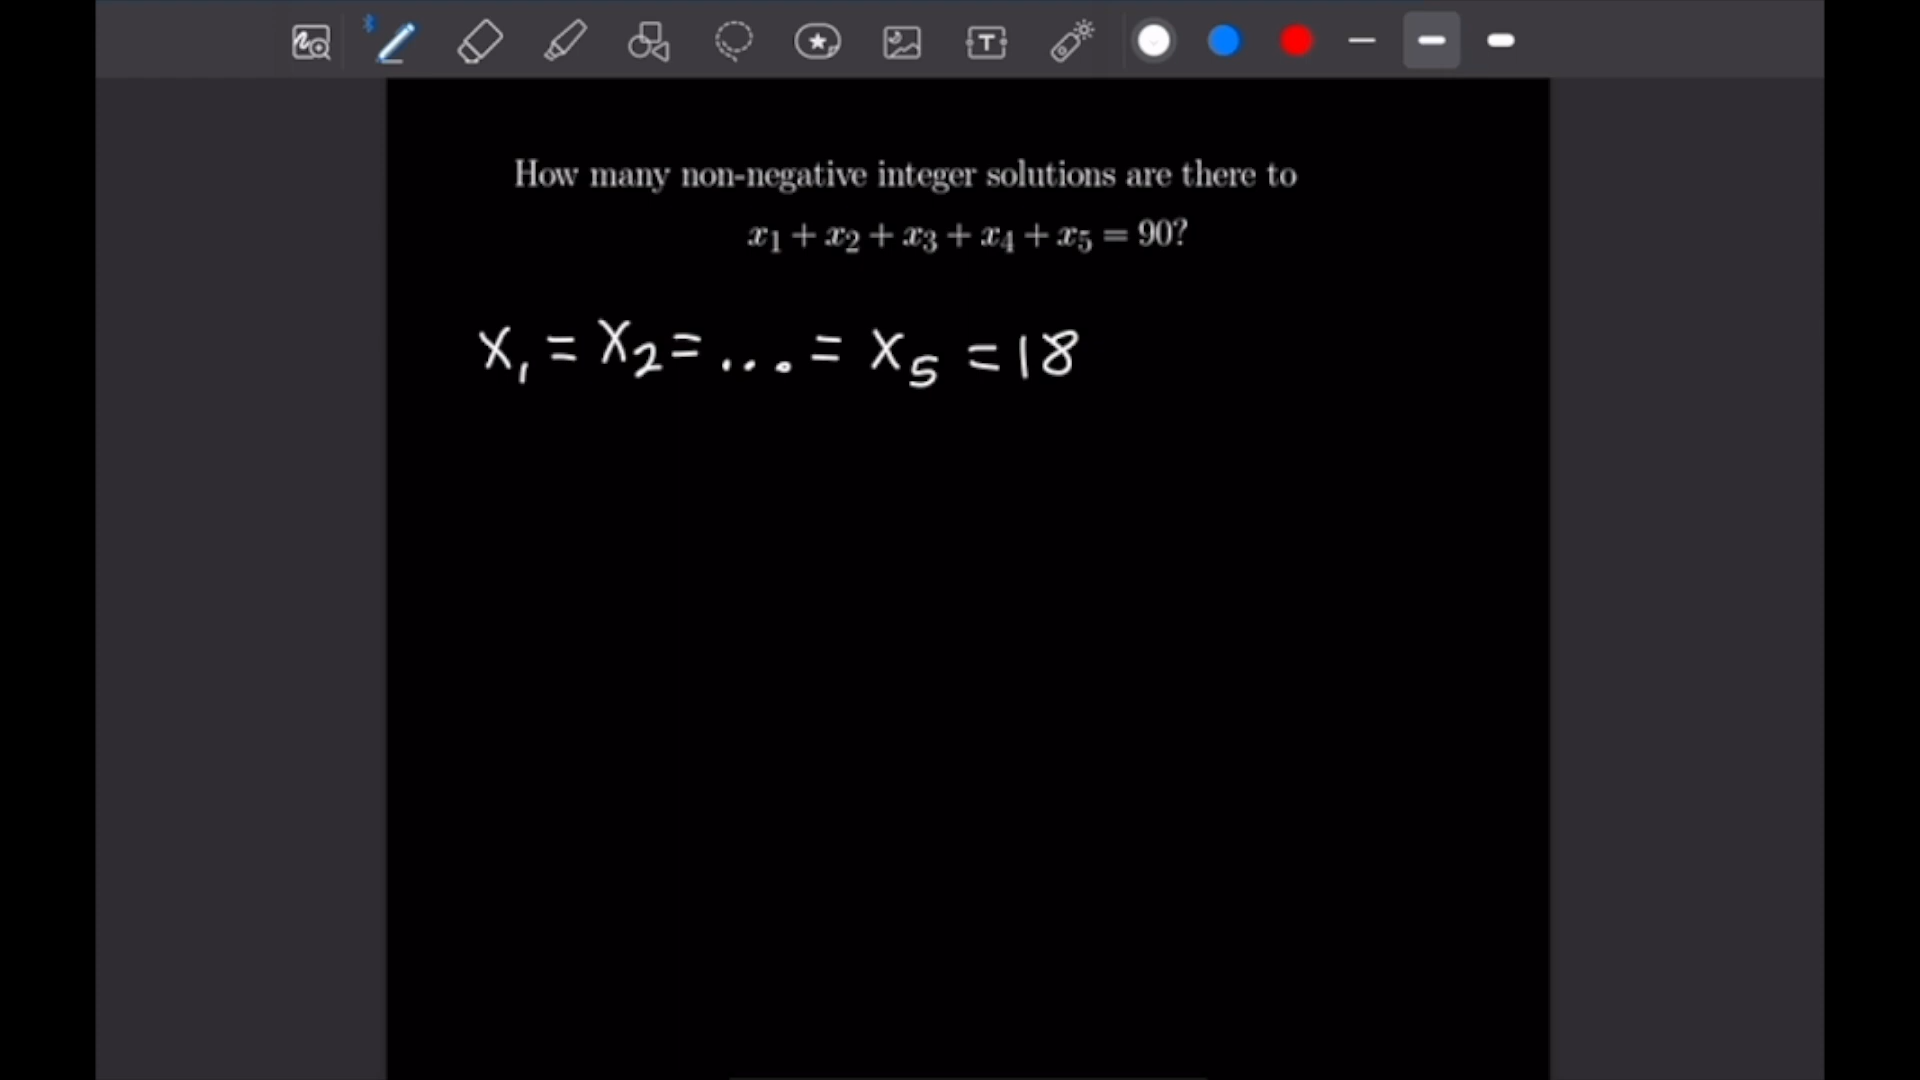 How many non-negative integer solutions are there to
x₁ + x₂ + x₃ + x₄ + x₅ = 90?
x₁ = x₂ = ... = x₅ = 18